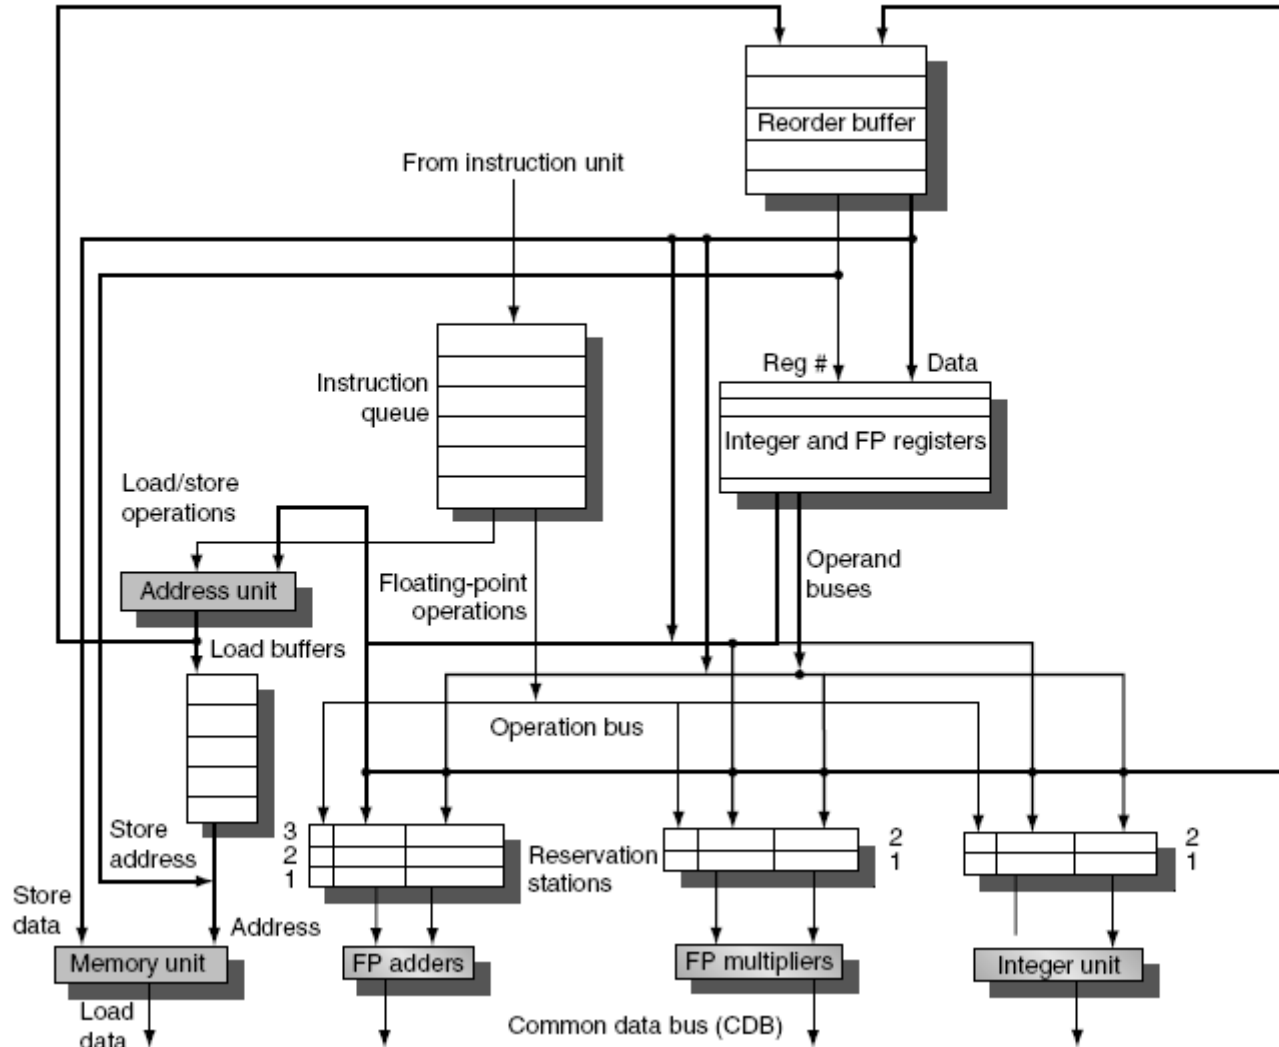 Reorder buffer
From instruction unit
Reg #
Data
Instruction
queue
Integer and FP registers
Load/store
operations
Operand
buses
Address unit
Floating-point
operations
Load buffers
Operation bus
Store
address
3
2
1
Reservation
stations
2
1
2
1
Store
data
Address
Memory unit
FP adders
FP multipliers
Integer unit
Load
data
Common data bus (CDB)